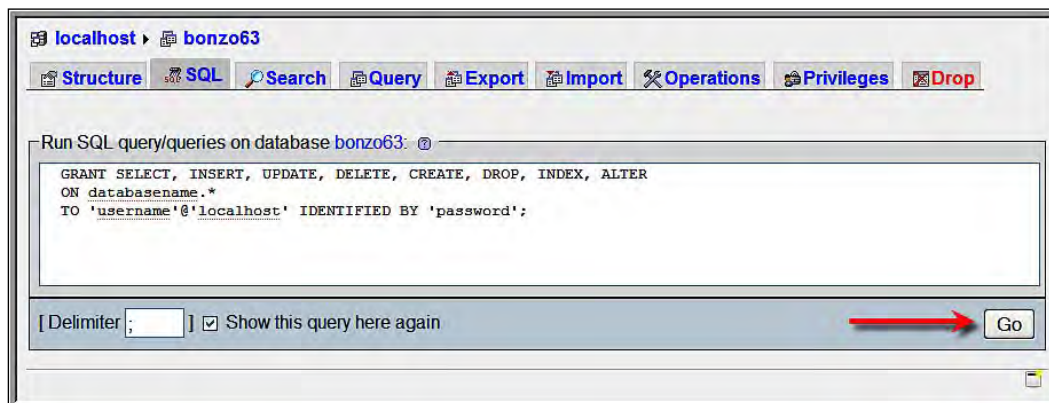 localhost ▸ bonzo63
Structure SQL Search Query Export Import Operations Privileges Drop
Run SQL query/queries on database bonzo63:
GRANT SELECT, INSERT, UPDATE, DELETE, CREATE, DROP, INDEX, ALTER
ON databasename.*
TO 'username'@'localhost' IDENTIFIED BY 'password';
[ Delimiter ; ] Show this query here again Go